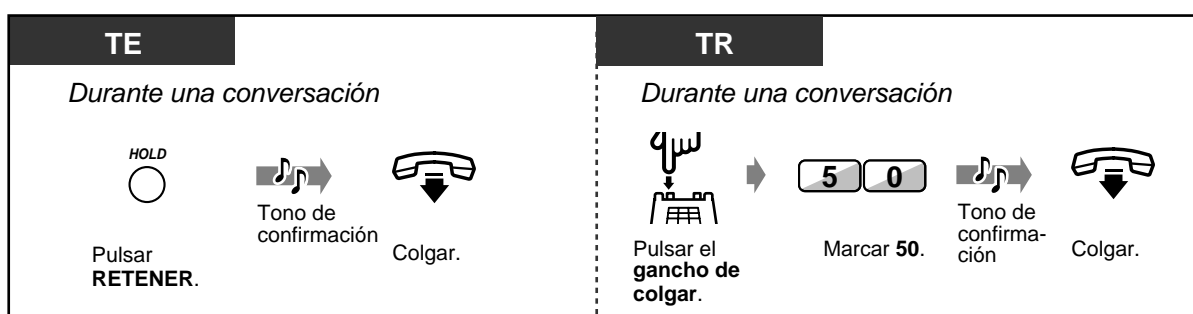 TE
Durante una conversación
HOLD
Tono de
confirmación
Pulsar
RETENER.
Colgar.
TR
Durante una conversación
5 0
Pulsar el
gancho de
colgar.
Marcar 50.
Tono de
confirma-
ción
Colgar.